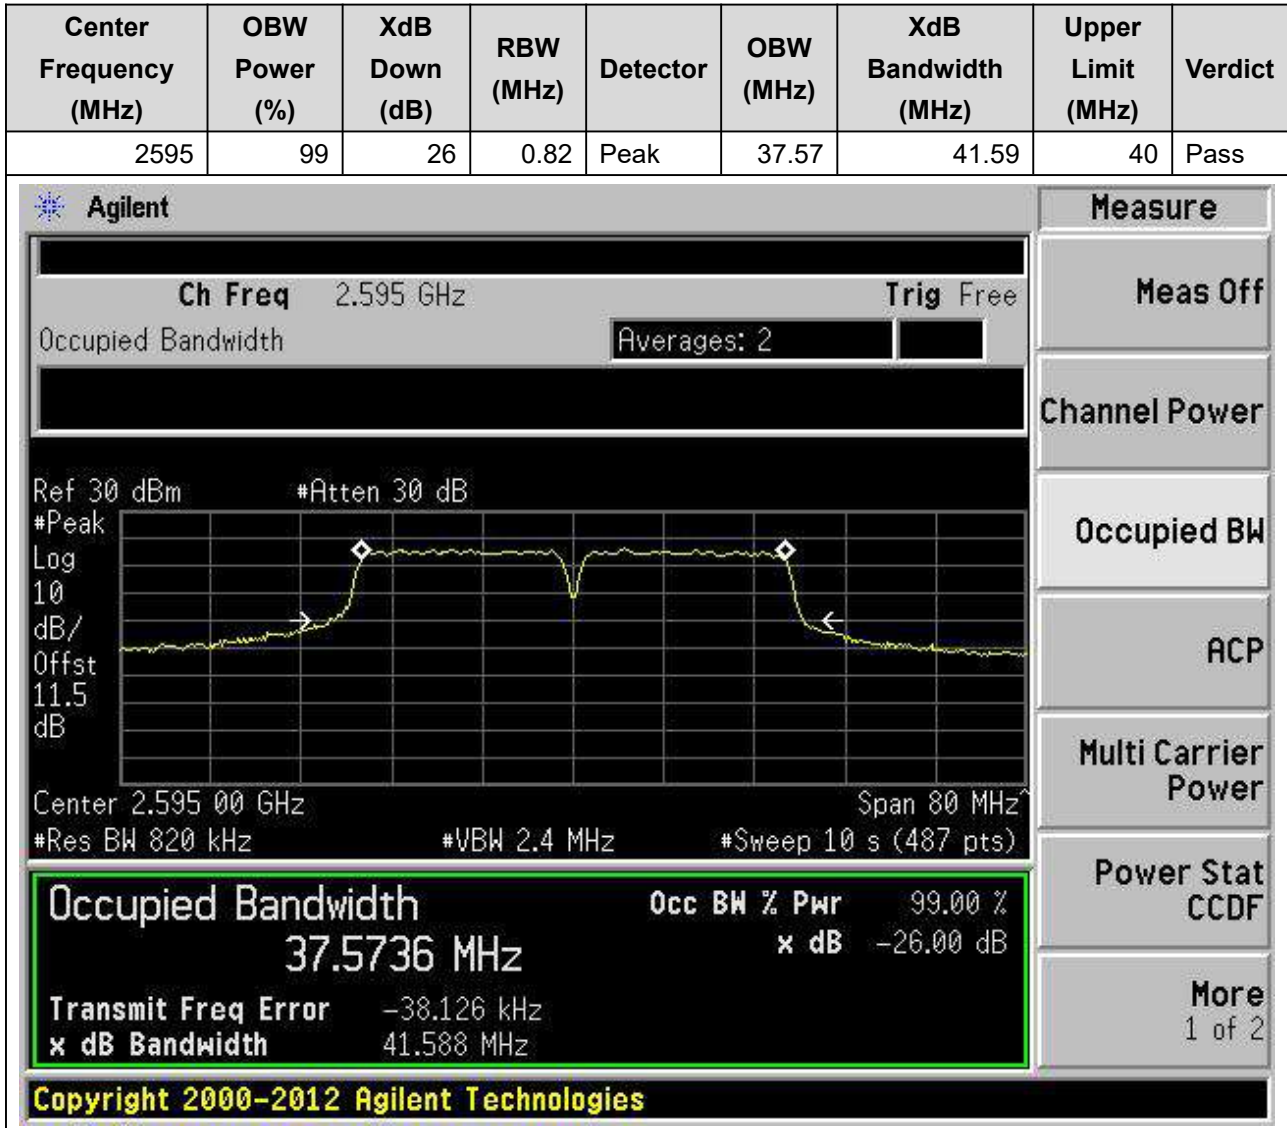 Center Frequency (MHz) OBW Power (%) XdB Down (dB) RBW (MHz) Detector OBW (MHz) XdB Bandwidth (MHz) Upper Limit (MHz) Verdict
2595 99 26 0.82 Peak 37.57 41.59 40 Pass
Agilent
Measure
Ch Freq 2.595 GHz Trig Free
Occupied Bandwidth Averages: 2
Ref 30 dBm #Atten 30 dB
#Peak
Log
10
dB/
Offst
11.5
dB
Center 2.595 00 GHz Span 80 MHz^
#Res BW 820 kHz #VBW 2.4 MHz #Sweep 10 s (487 pts)
Occupied Bandwidth Occ BW % Pwr 99.00 %
37.5736 MHz x dB -26.00 dB
Transmit Freq Error -38.126 kHz
x dB Bandwidth 41.588 MHz
Meas Off
Channel Power
Occupied BW
ACP
Multi Carrier
Power
Power Stat
CCDF
More
1 of 2
Copyright 2000-2012 Agilent Technologies